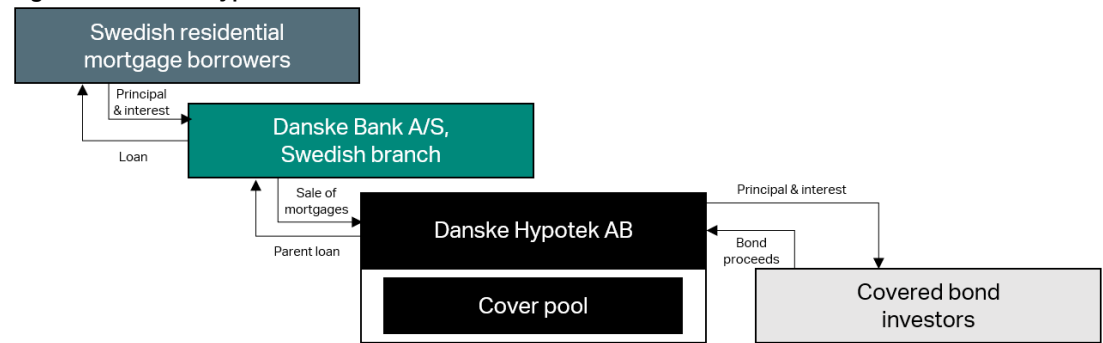 Swedish residential
mortgage borrowers
Principal
& interest
Loan
Danske Bank A/S,
Swedish branch
Sale of
mortgages
Parent loan
Danske Hypotek AB
Cover pool
Principal & interest
Bond
proceeds
Covered bond
investors